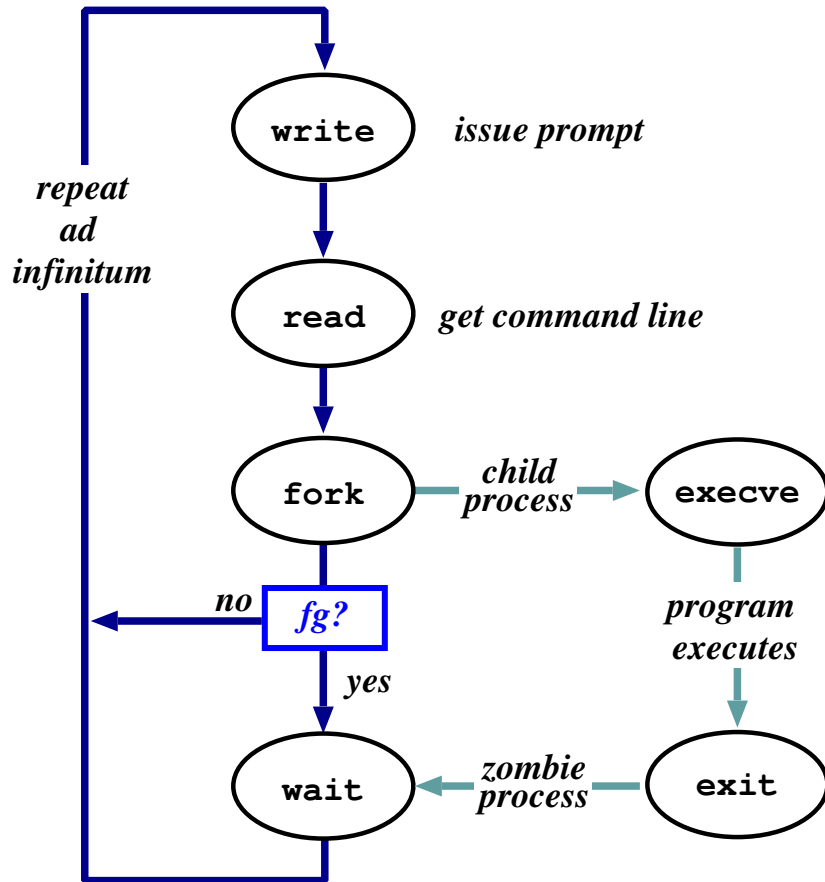 write
issue prompt
repeat
ad
infinitum
read
get command line
fork
child
process
execve
no
fg?
yes
program
executes
wait
zombie
process
exit